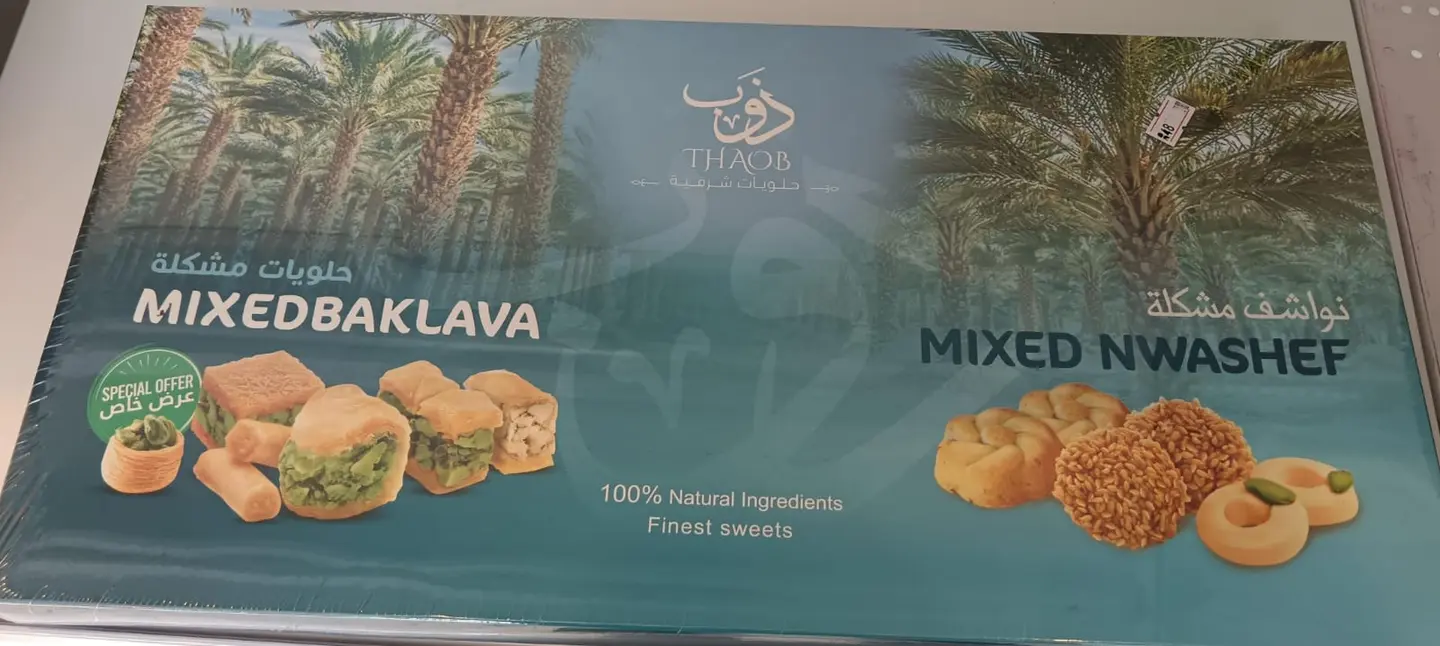 ذوب
THAOB
حلويات شرقية
حلويات مشكلة
MIXEDBAKLAVA
SPECIAL OFFER
عرض خاص
نواشف مشكلة
MIXED NWASHEF
100% Natural Ingredients
Finest sweets